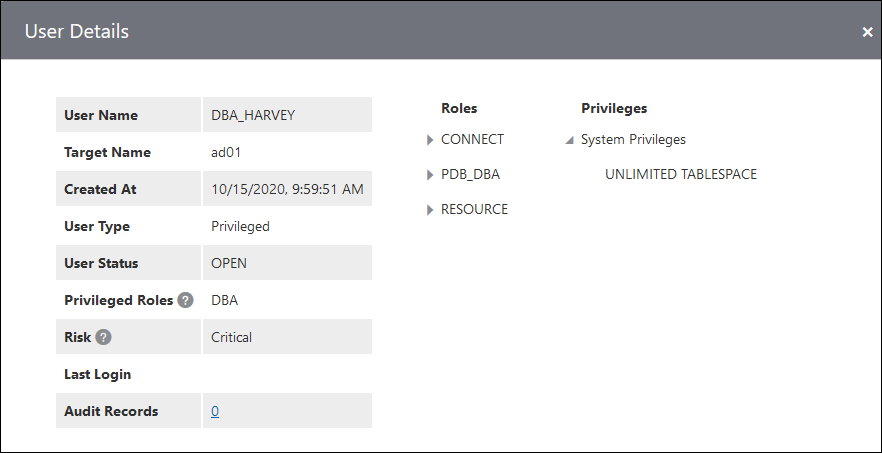 User Details
User Name DBA_HARVEY
Target Name ad01
Created At 10/15/2020, 9:59:51 AM
User Type Privileged
User Status OPEN
Privileged Roles ? DBA
Risk ? Critical
Last Login
Audit Records 0
Roles Privileges
CONNECT System Privileges
PDB_DBA UNLIMITED TABLESPACE
RESOURCE